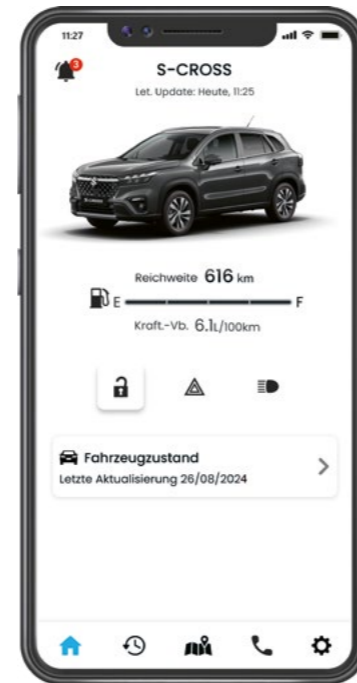 11:27
3
S-CROSS
Let. Update: Heute, 11:25
Reichweite 616 km
E F
Kraft.-Vb. 6.1L/100km
Fahrzeugzustand
Letzte Aktualisierung 26/08/2024